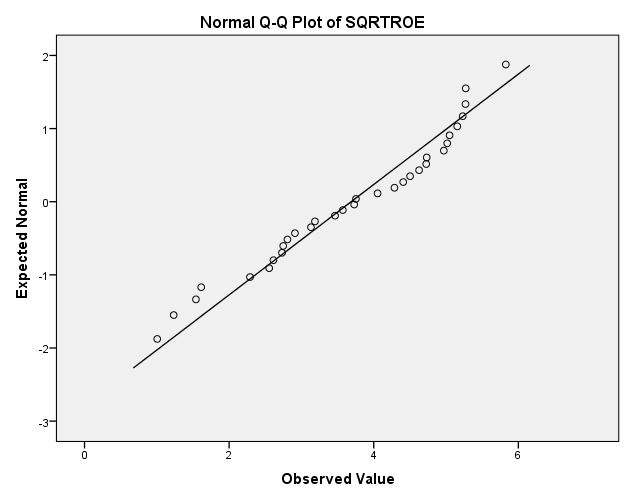 Normal Q-Q Plot of SQRTROE
2
1
0
-1
-2
-3
Expected Normal
0 2 4 6
Observed Value